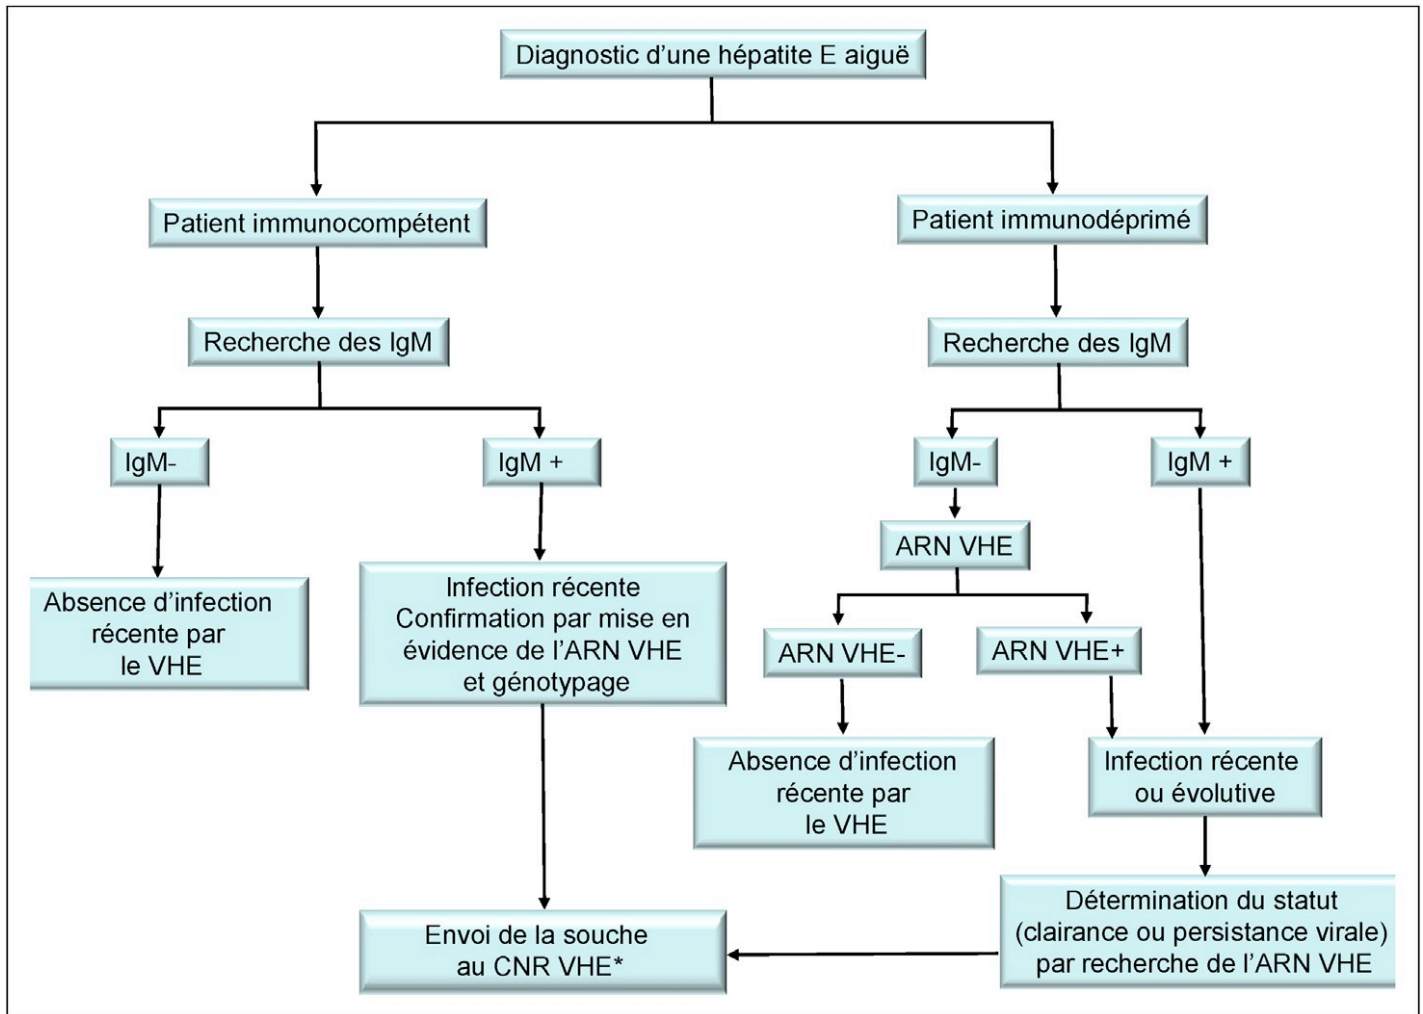 Diagnostic d’une hépatite E aiguë
Patient immunocompétent
Patient immunodéprimé
Recherche des IgM
Recherche des IgM
IgM-
IgM +
IgM-
IgM +
ARN VHE
Absence d’infection
récente par
le VHE
Infection récente
Confirmation par mise en
évidence de l’ARN VHE
et génotypage
ARN VHE-
ARN VHE+
Absence d’infection
récente par
le VHE
Infection récente
ou évolutive
Détermination du statut
(clairance ou persistance virale)
par recherche de l’ARN VHE
Envoi de la souche
au CNR VHE*